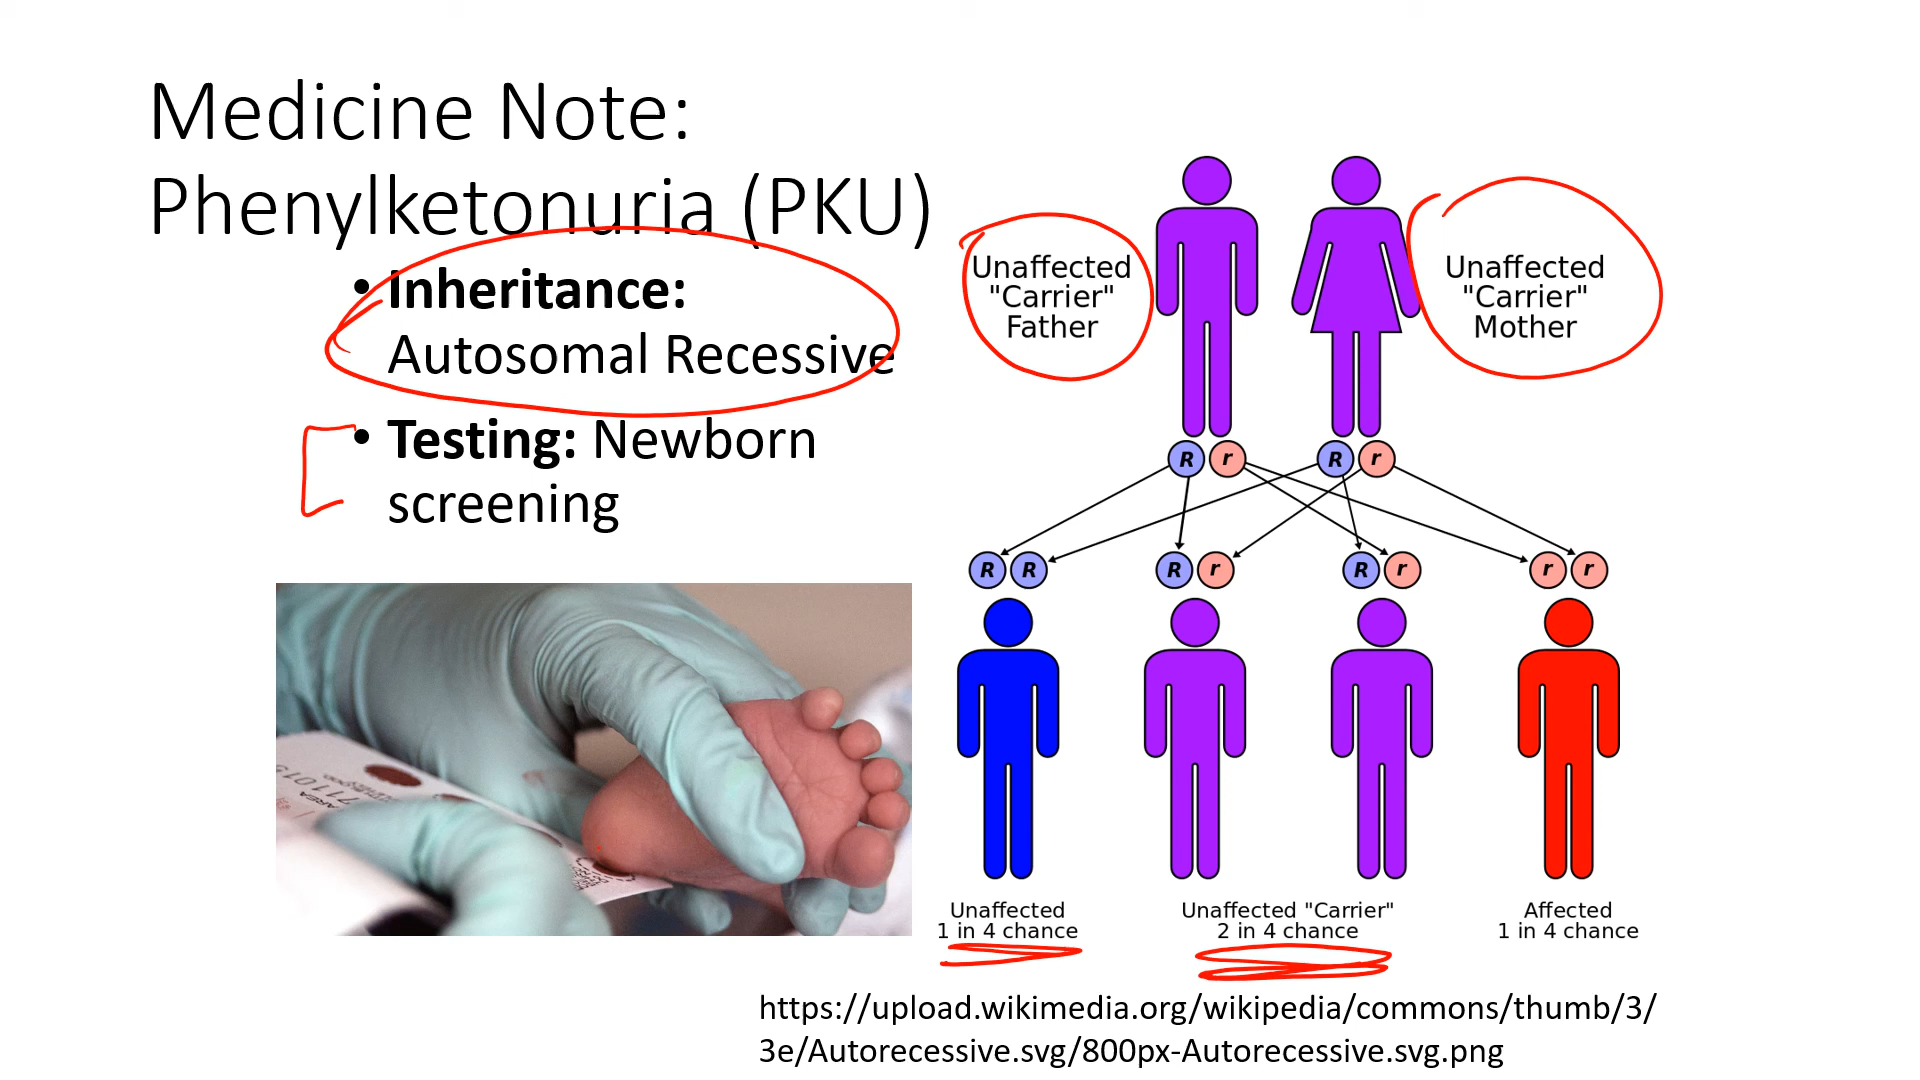 Medicine Note:
Phenylketonuria (PKU)
• Inheritance:
Autosomal Recessive
• Testing: Newborn
screening
Unaffected
"Carrier"
Father
Unaffected
"Carrier"
Mother
R r R r
R R R r R r r r
Unaffected
1 in 4 chance
Unaffected "Carrier"
2 in 4 chance
Affected
1 in 4 chance
https://upload.wikimedia.org/wikipedia/commons/thumb/3/
3e/Autorecessive.svg/800px-Autorecessive.svg.png